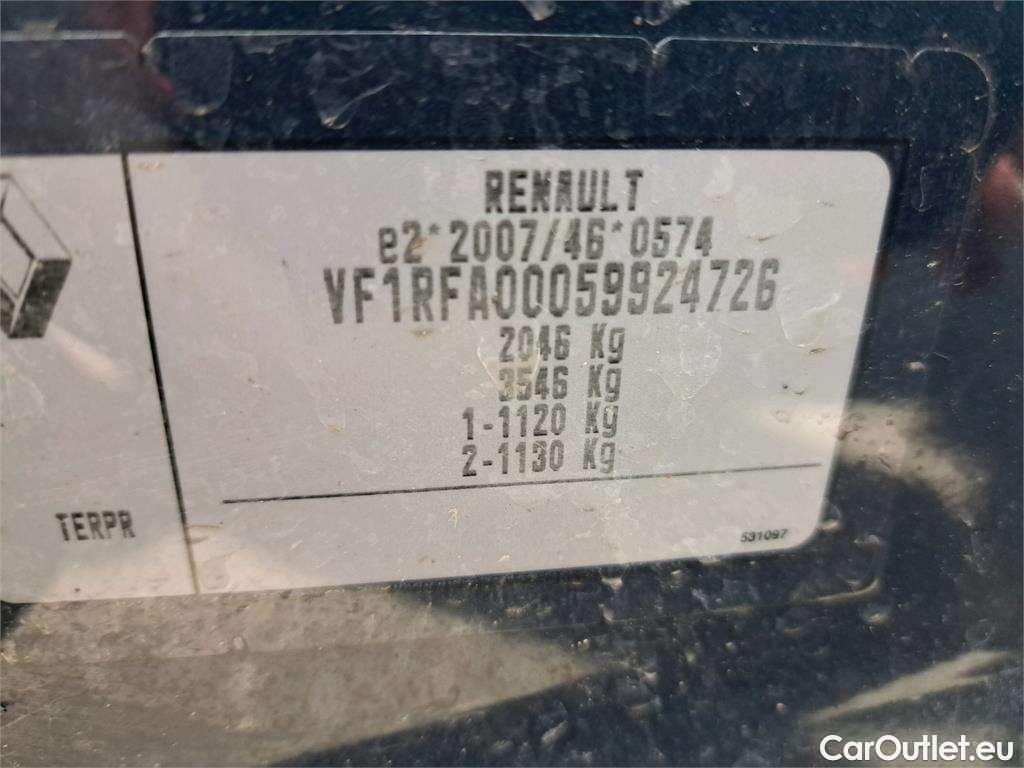 RENAULT
e2*2007/46*0574
VF1RFA00059924726
2046 Kg
3546 Kg
1-1120 Kg
2-1130 Kg
TERPR
531097
CarOutlet.eu